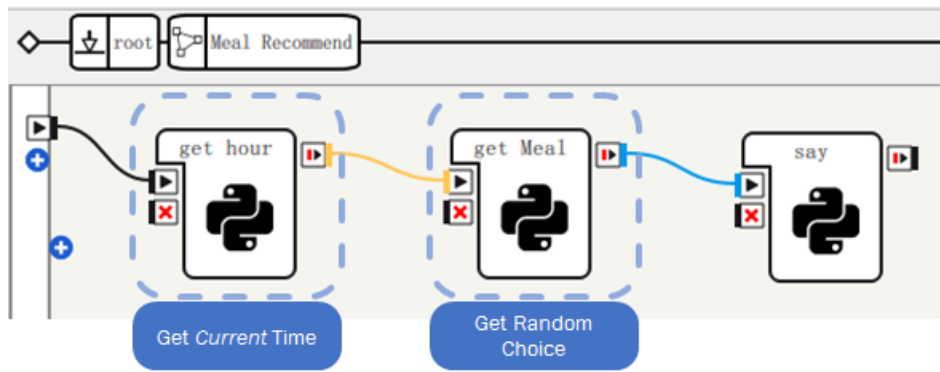 root
Meal Recommend
get hour
get Meal
say
Get Current Time
Get Random
Choice